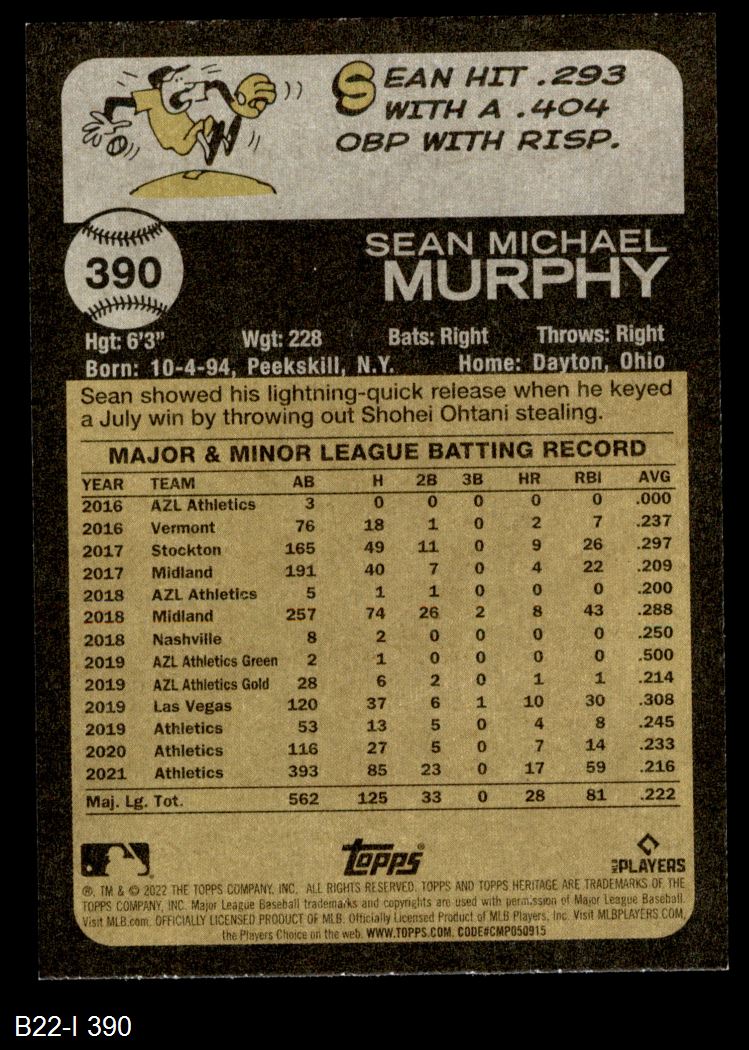 SEAN HIT .293
WITH A .404
OBP WITH RISP.
390
SEAN MICHAEL
MURPHY
Hgt: 6'3" Wgt: 228 Bats: Right Throws: Right
Born: 10-4-94, Peekskill, N.Y. Home: Dayton, Ohio
Sean showed his lightning-quick release when he keyed
a July win by throwing out Shohei Ohtani stealing.
MAJOR & MINOR LEAGUE BATTING RECORD
YEAR TEAM AB H 2B 3B HR RBI AVG
2016 AZL Athletics 3 0 0 0 0 0 .000
2016 Vermont 76 18 1 0 2 7 .237
2017 Stockton 165 49 11 0 9 26 .297
2017 Midland 191 40 7 0 4 22 .209
2018 AZL Athletics 5 1 1 0 0 0 .200
2018 Midland 257 74 26 2 8 43 .288
2018 Nashville 8 2 0 0 0 0 .250
2019 AZL Athletics Green 2 1 0 0 0 0 .500
2019 AZL Athletics Gold 28 6 2 0 1 1 .214
2019 Las Vegas 120 37 6 1 10 30 .308
2019 Athletics 53 13 5 0 4 8 .245
2020 Athletics 116 27 5 0 7 14 .233
2021 Athletics 393 85 23 0 17 59 .216
Maj. Lg. Tot. 562 125 33 0 28 81 .222
Topps
MLB PLAYERS
®, TM & © 2022 THE TOPPS COMPANY, INC. ALL RIGHTS RESERVED. TOPPS AND TOPPS HERITAGE ARE TRADEMARKS OF THE
TOPPS COMPANY, INC. Major League Baseball trademarks and copyrights are used with permission of Major League Baseball.
Visit MLB.com. OFFICIALLY LICENSED PRODUCT OF MLB. Officially Licensed Product of MLB Players, Inc. Visit MLBPLAYERS.COM,
the Players Choice on the web. WWW.TOPPS.COM. CODE#CMP050915
B22-I 390